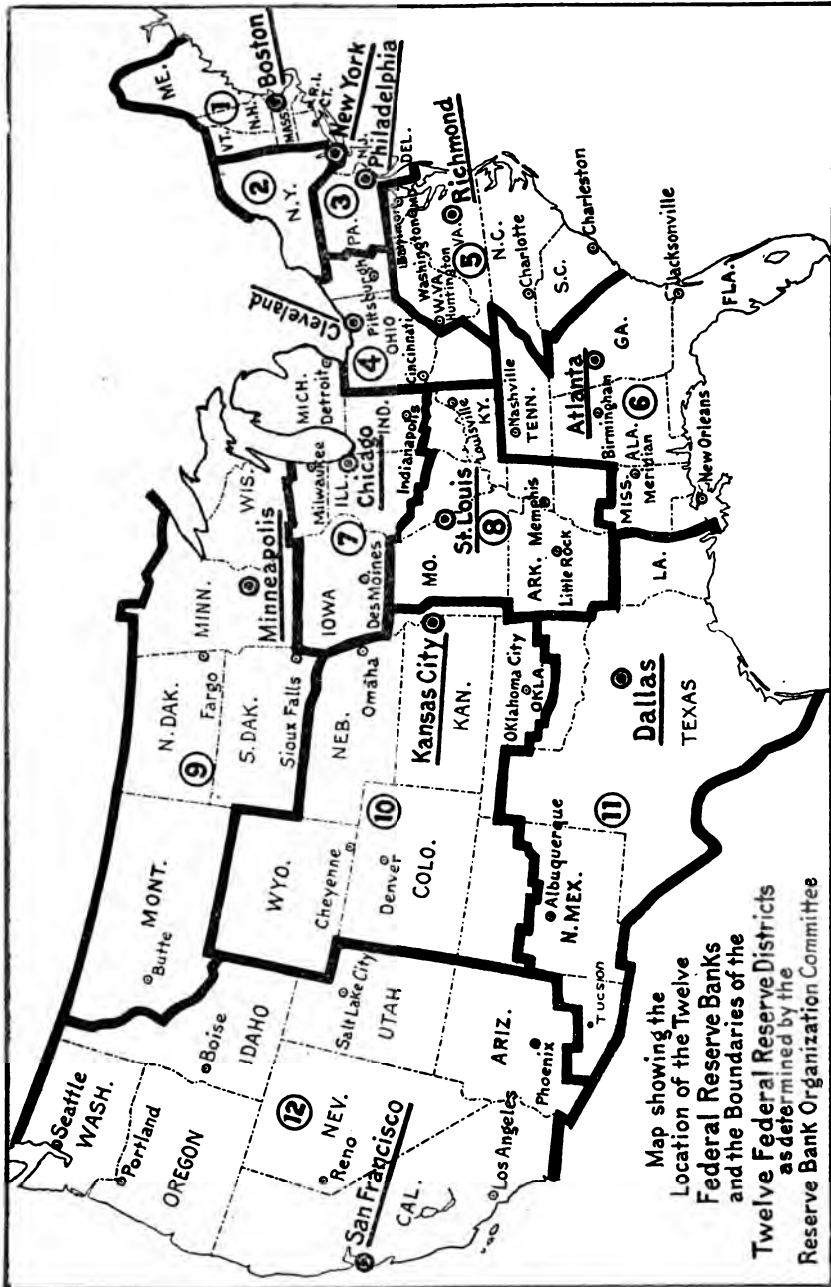 Seattle
WASH.
Portland
OREGON
Boise
IDAHO
12
NEV.
Reno
San Francisco
CAL.
Los Angeles
Salt Lake City
UTAH
ARIZ.
Phoenix
Tucsion
MONT.
Butte
WYO.
Cheyenne
10
Denver
COLO.
Albuquerque
N.MEX.
N.DAK.
Fargo
9
S.DAK.
Sioux Falls
NEB.
Omaha
Kansas City
KAN.
Oklahoma City
OKLA.
11
Dallas
TEXAS
MINN.
Minneapolis
WIS.
IOWA
Des Moines
7
Milwaukee
ILL.
Chicago
MICH.
Detroit
IND.
Indianapolis
MO.
St. Louis
8
Louisville
KY.
ARK.
Memphis
Little Rock
LA.
Cleveland
4
Pittsburgh
OHIO
Cincinnati
Nashville
TENN.
Atlanta
GA.
Birmingham
6
MISS.
ALA.
Meridian
New Orleans
Jacksonville
FLA.
ME.
1
VT.
N.H.
MASS.
Boston
R.I.
CT.
2
N.Y.
New York
3
PA.
N.J.
Philadelphia
DEL.
Washington
Richmond
W.VA.
VA.
Huntington
5
N.C.
Charlotte
S.C.
Charleston
Map showing the
Location of the Twelve
Federal Reserve Banks
and the Boundaries of the
Twelve Federal Reserve Districts
as determined by the
Reserve Bank Organization Committee